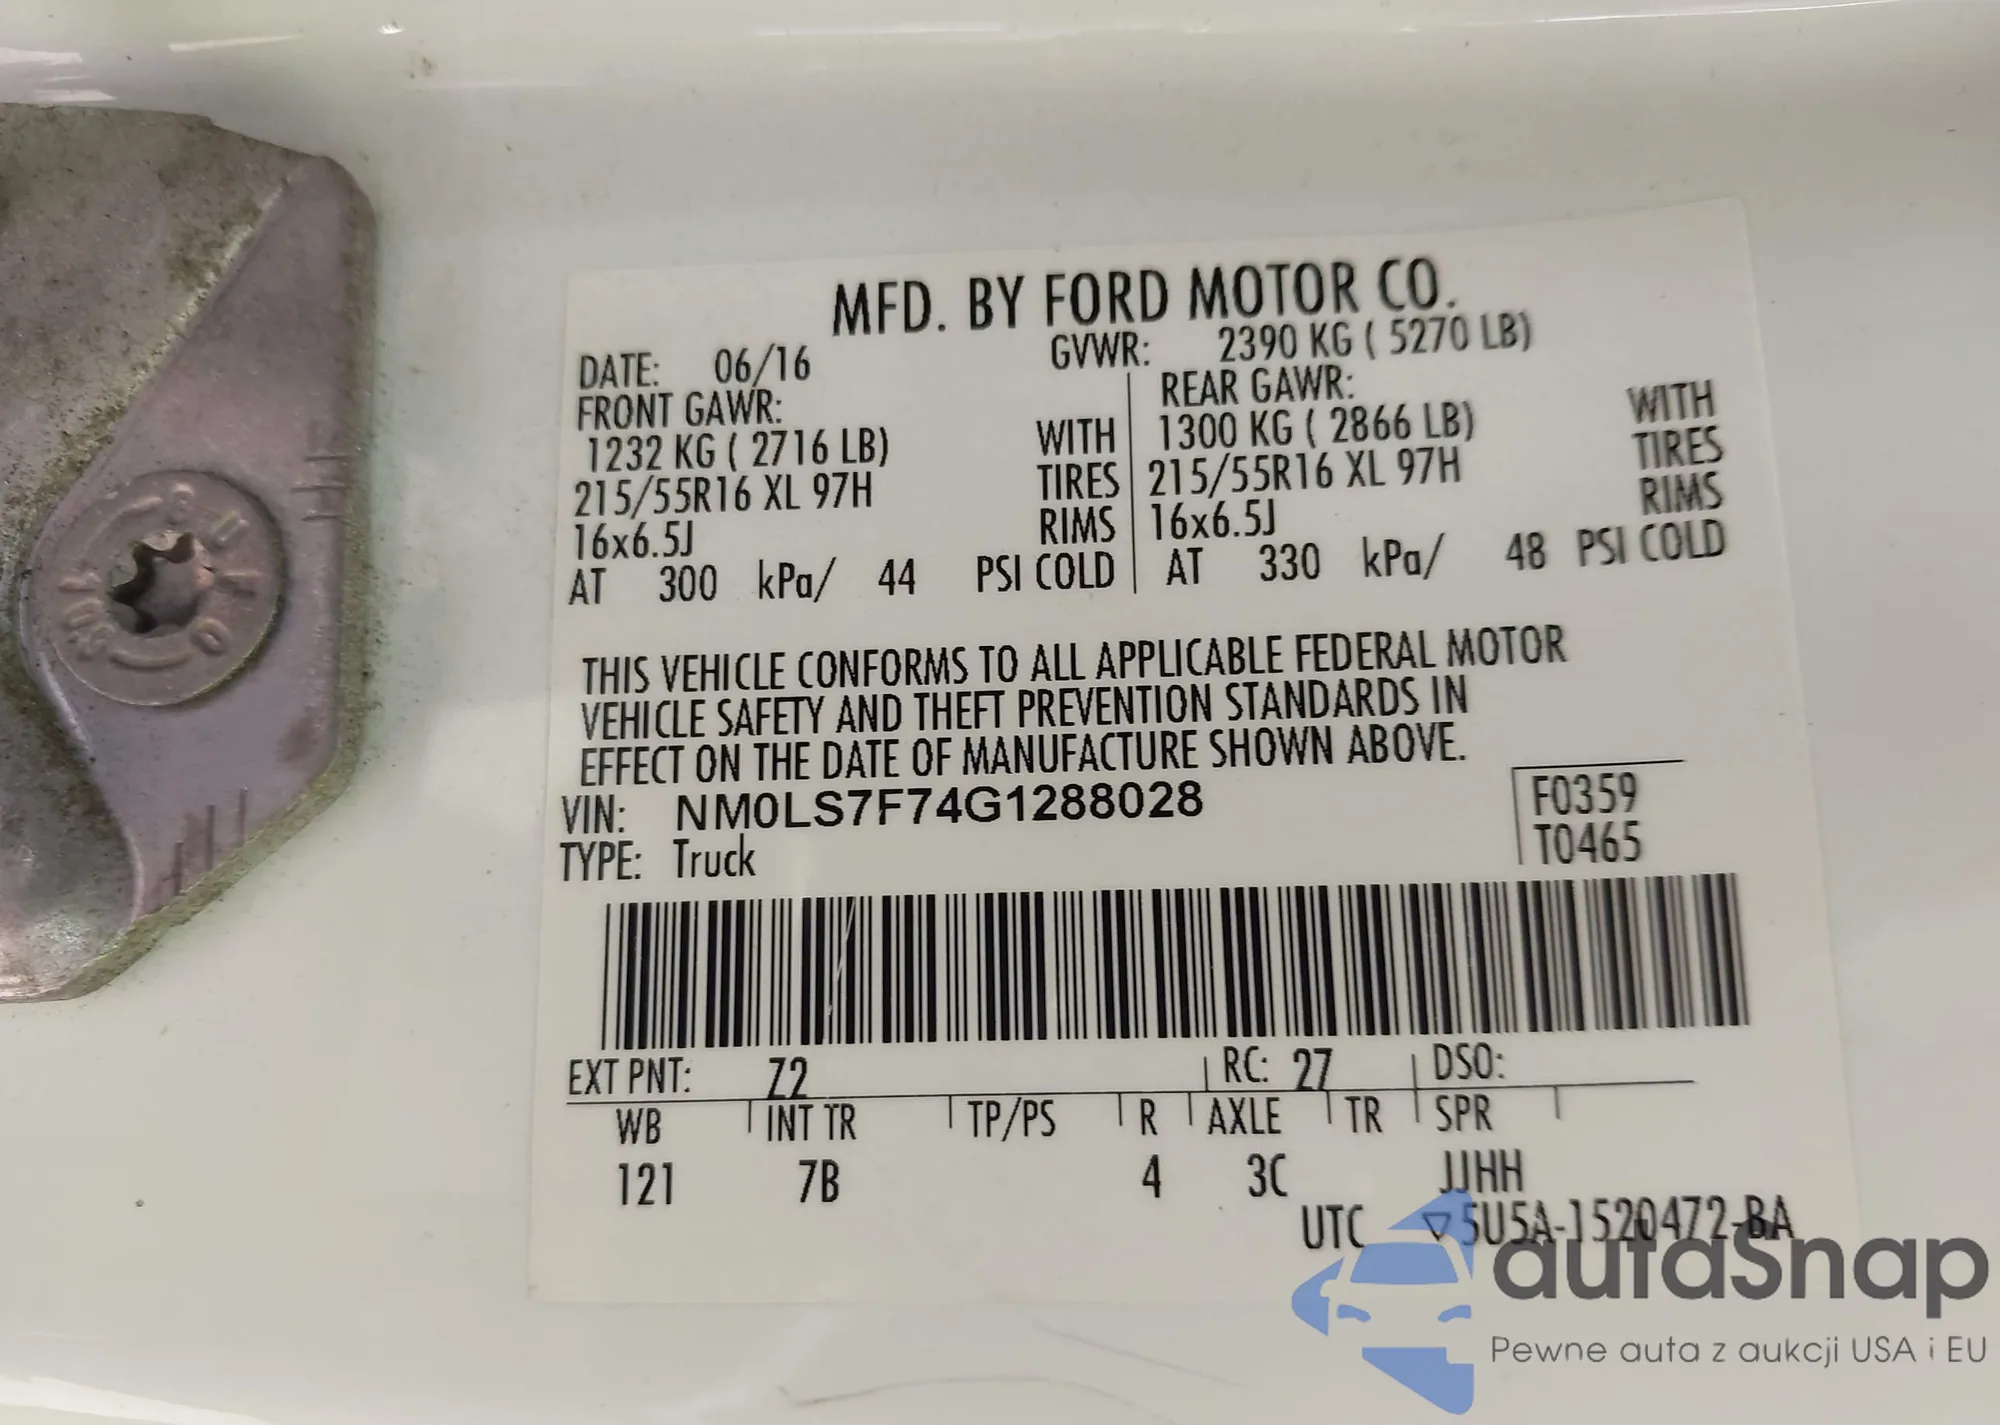 MFD. BY FORD MOTOR CO.
DATE: 06/16 GVWR: 2390 KG ( 5270 LB)
FRONT GAWR: REAR GAWR:
1232 KG ( 2716 LB) WITH 1300 KG ( 2866 LB) WITH
215/55R16 XL 97H TIRES 215/55R16 XL 97H TIRES
16x6.5J RIMS 16x6.5J RIMS
AT 300 kPa/ 44 PSI COLD AT 330 kPa/ 48 PSI COLD
THIS VEHICLE CONFORMS TO ALL APPLICABLE FEDERAL MOTOR
VEHICLE SAFETY AND THEFT PREVENTION STANDARDS IN
EFFECT ON THE DATE OF MANUFACTURE SHOWN ABOVE.
VIN: NM0LS7F74G1288028 F0359
TYPE: Truck T0465
EXT PNT: Z2 RC: 27 DSO:
WB INT TR TP/PS R AXLE TR SPR
121 7B 4 3C JJHH
UTC ▽5U5A-1520472-BA
autaSnap
Pewne auta z aukcji USA i EU